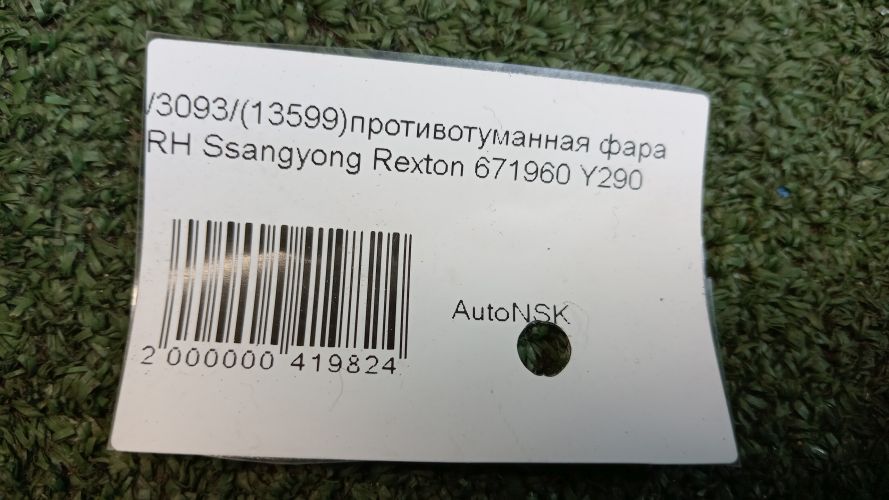 /3093/(13599)противотуманная фара
RH Ssangyong Rexton 671960 Y290
AutoNSK
2 000000 419824